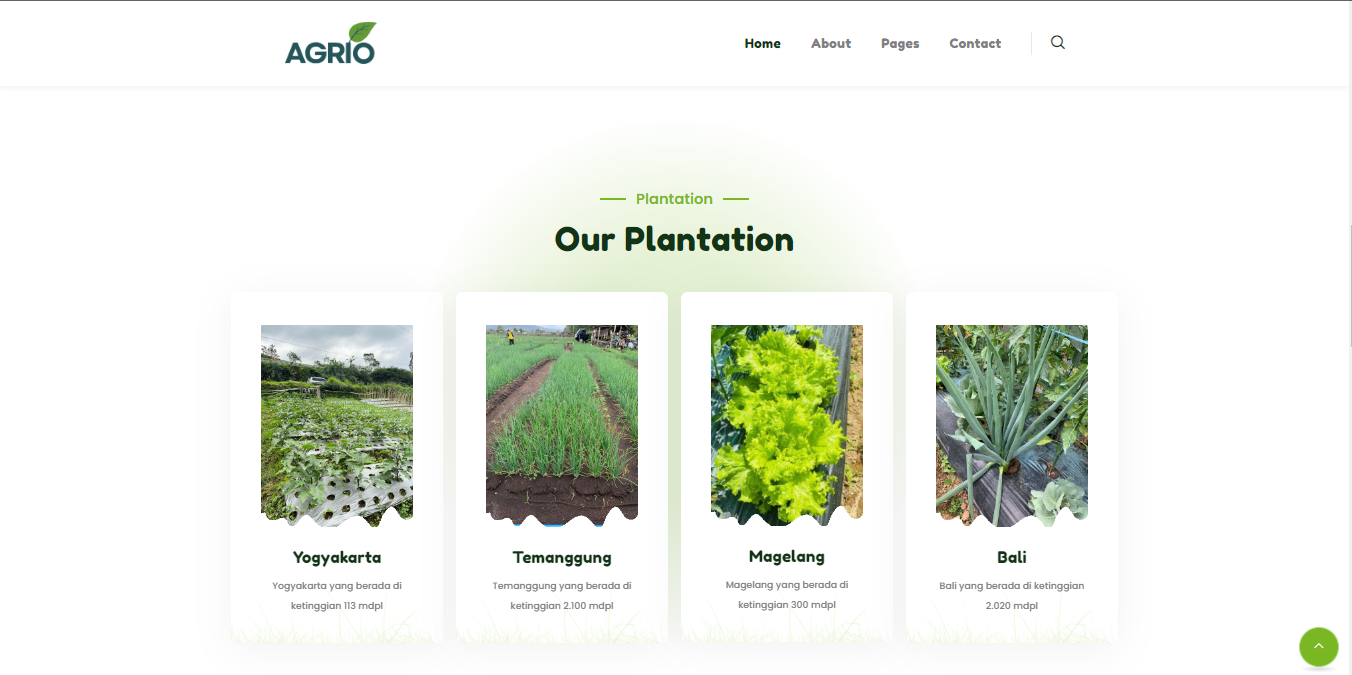 AGRIO
Home About Pages Contact
Plantation
Our Plantation
Yogyakarta
Yogyakarta yang berada di
ketinggian 113 mdpl
Temanggung
Temanggung yang berada di
ketinggian 2.100 mdpl
Magelang
Magelang yang berada di
ketinggian 300 mdpl
Bali
Bali yang berada di ketinggian
2.020 mdpl